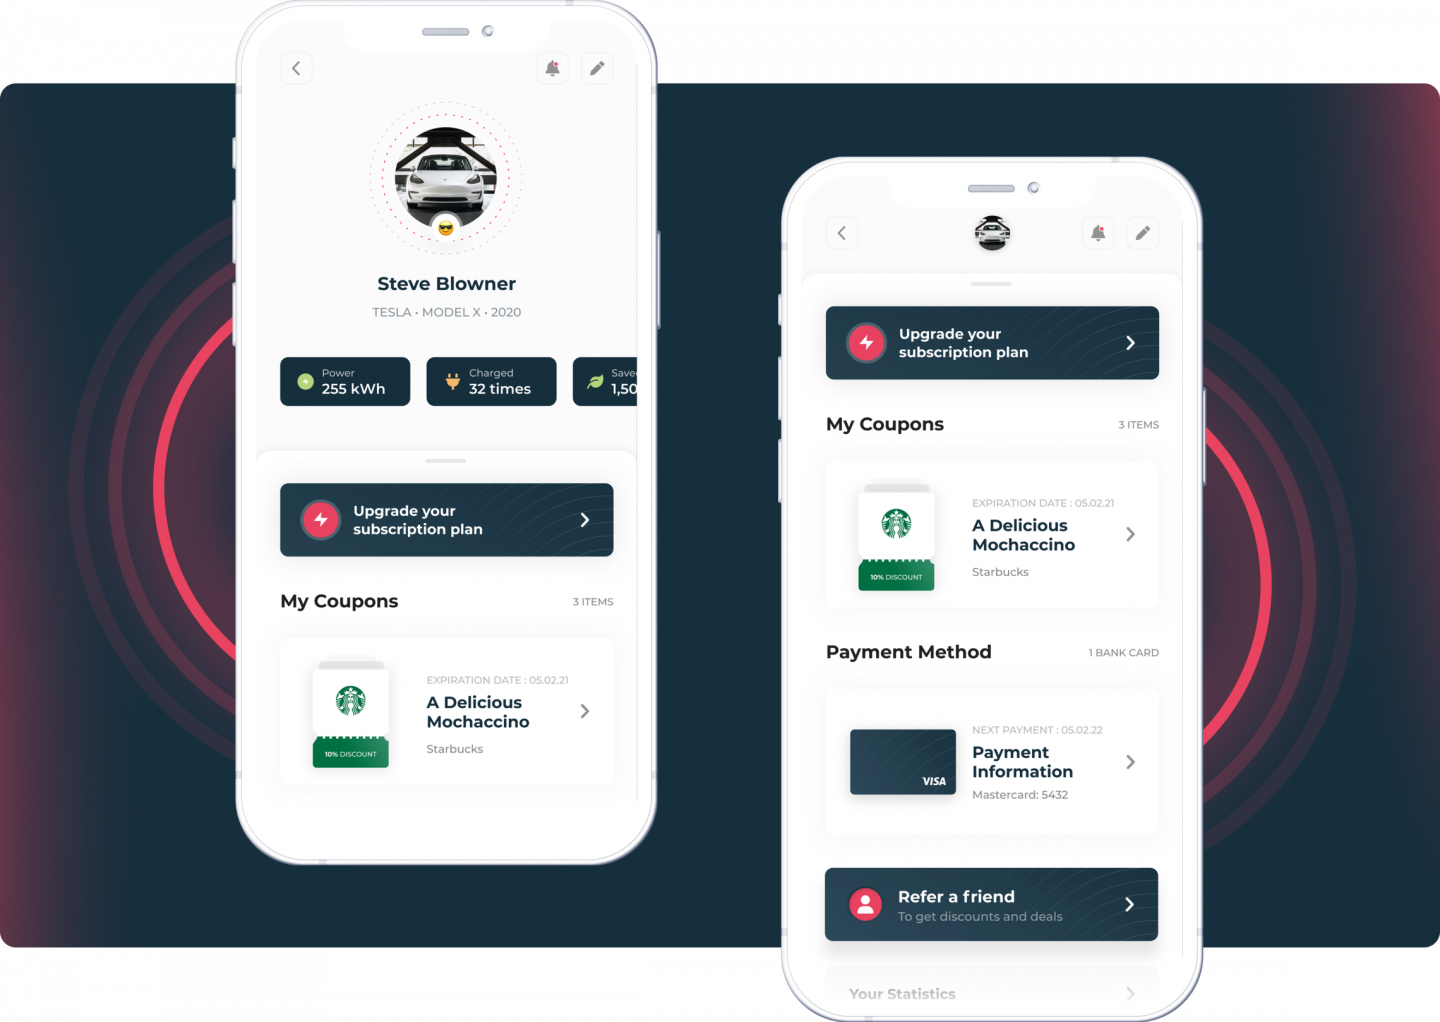 Steve Blowner
TESLA • MODEL X • 2020
Power
255 kWh
Charged
32 times
1,50
Upgrade your
subscription plan
My Coupons
3 ITEMS
EXPIRATION DATE : 05.02.21
A Delicious
Mochaccino
Starbucks
10% DISCOUNT
Upgrade your
subscription plan
My Coupons
3 ITEMS
EXPIRATION DATE : 05.02.21
A Delicious
Mochaccino
Starbucks
10% DISCOUNT
Payment Method
1 BANK CARD
NEXT PAYMENT : 05.02.22
Payment
Information
Mastercard: 5432
VISA
Refer a friend
To get discounts and deals
Your Statistics